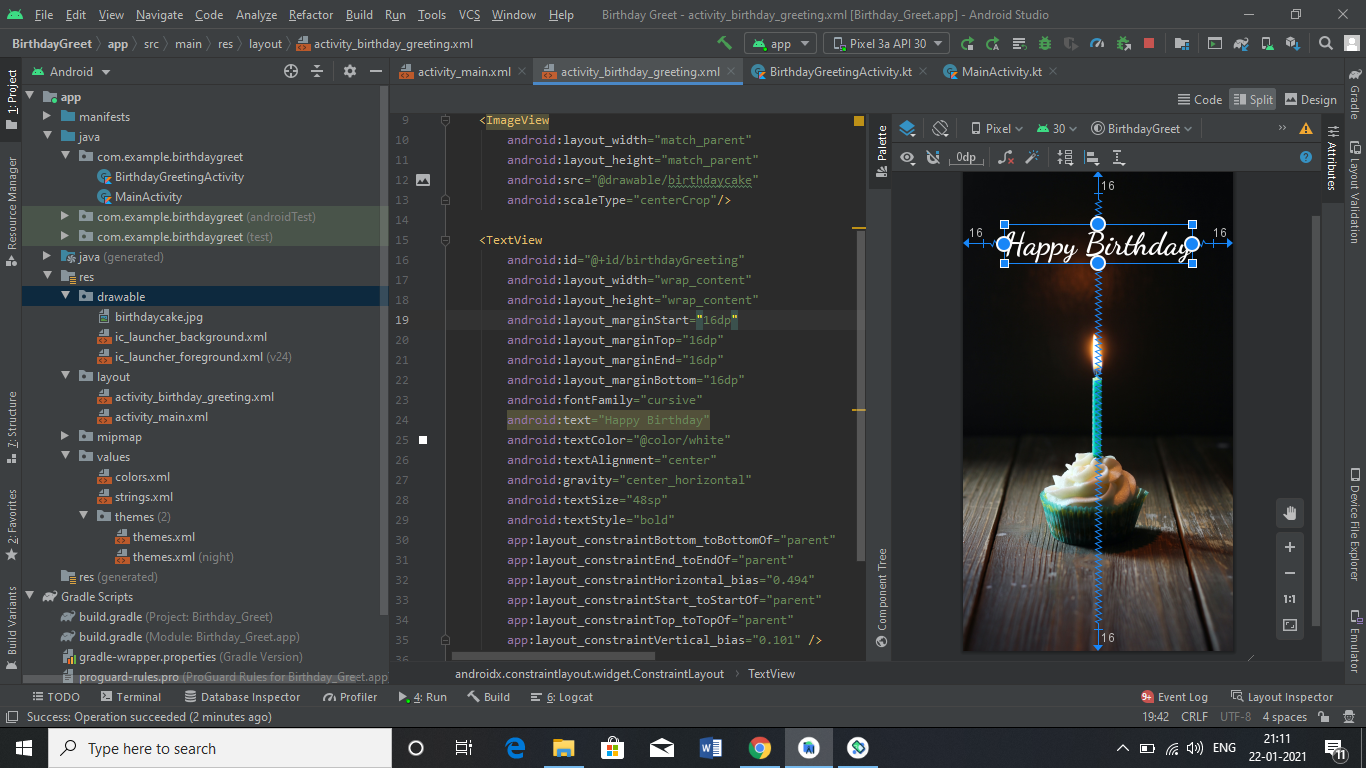 File Edit View Navigate Code Analyze Refactor Build Run Tools VCS Window Help Birthday Greet - activity_birthday_greeting.xml [Birthday_Greet.app] - Android Studio
BirthdayGreet app src main res layout activity_birthday_greeting.xml app Pixel 3a API 30
1: Project
Resource Manager
7: Structure
2: Favorites
Build Variants
Android
app
manifests
java
com.example.birthdaygreet
BirthdayGreetingActivity
MainActivity
com.example.birthdaygreet (androidTest)
com.example.birthdaygreet (test)
java (generated)
res
drawable
birthdaycake.jpg
ic_launcher_background.xml
ic_launcher_foreground.xml (v24)
layout
activity_birthday_greeting.xml
activity_main.xml
mipmap
values
colors.xml
strings.xml
themes (2)
themes.xml
themes.xml (night)
res (generated)
Gradle Scripts
build.gradle (Project: Birthday_Greet)
build.gradle (Module: Birthday_Greet.app)
gradle-wrapper.properties (Gradle Version)
proguard-rules.pro (ProGuard Rules for Birthday_Greet.app
activity_main.xml activity_birthday_greeting.xml BirthdayGreetingActivity.kt MainActivity.kt
Code Split Design
9 <ImageView
10 android:layout_width="match_parent"
11 android:layout_height="match_parent"
12 android:src="@drawable/birthdaycake"
13 android:scaleType="centerCrop"/>
14
15 <TextView
16 android:id="@+id/birthdayGreeting"
17 android:layout_width="wrap_content"
18 android:layout_height="wrap_content"
19 android:layout_marginStart="16dp"
20 android:layout_marginTop="16dp"
21 android:layout_marginEnd="16dp"
22 android:layout_marginBottom="16dp"
23 android:fontFamily="cursive"
24 android:text="Happy Birthday"
25 android:textColor="@color/white"
26 android:textAlignment="center"
27 android:gravity="center_horizontal"
28 android:textSize="48sp"
29 android:textStyle="bold"
30 app:layout_constraintBottom_toBottomOf="parent"
31 app:layout_constraintEnd_toEndOf="parent"
32 app:layout_constraintHorizontal_bias="0.494"
33 app:layout_constraintStart_toStartOf="parent"
34 app:layout_constraintTop_toTopOf="parent"
35 app:layout_constraintVertical_bias="0.101" />
36
androidx.constraintlayout.widget.ConstraintLayout TextView
Palette
Component Tree
Pixel 30 BirthdayGreet
0dp
16
16 Happy Birthday 16
16
1:1
Gradle
Attributes
Layout Validation
Device File Explorer
Emulator
TODO Terminal Database Inspector Profiler 4: Run Build 6: Logcat 9+ Event Log Layout Inspector
Success: Operation succeeded (2 minutes ago) 19:42 CRLF UTF-8 4 spaces
Type here to search
ENG
21:11
22-01-2021
11